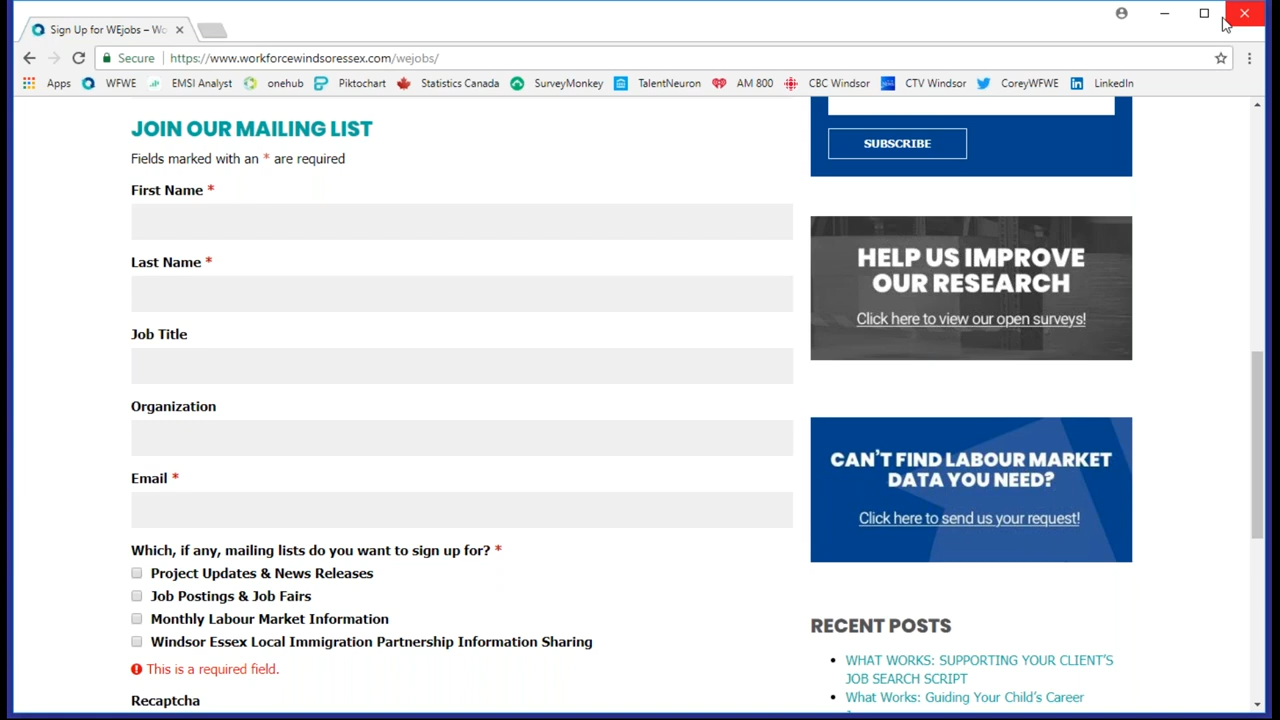 Sign Up for WEjobs – Wo
Secure
https://www.workforcewindsoressex.com/wejobs/
Apps
WFWE
EMSI Analyst
onehub
Piktochart
Statistics Canada
SurveyMonkey
TalentNeuron
AM 800
CBC Windsor
CTV Windsor
CoreyWFWE
LinkedIn
JOIN OUR MAILING LIST
Fields marked with an * are required
First Name *
Last Name *
Job Title
Organization
Email *
Which, if any, mailing lists do you want to sign up for? *
Project Updates & News Releases
Job Postings & Job Fairs
Monthly Labour Market Information
Windsor Essex Local Immigration Partnership Information Sharing
This is a required field.
Recaptcha
SUBSCRIBE
HELP US IMPROVE
OUR RESEARCH
Click here to view our open surveys!
CAN'T FIND LABOUR MARKET
DATA YOU NEED?
Click here to send us your request!
RECENT POSTS
WHAT WORKS: SUPPORTING YOUR CLIENT'S
JOB SEARCH SCRIPT
What Works: Guiding Your Child's Career